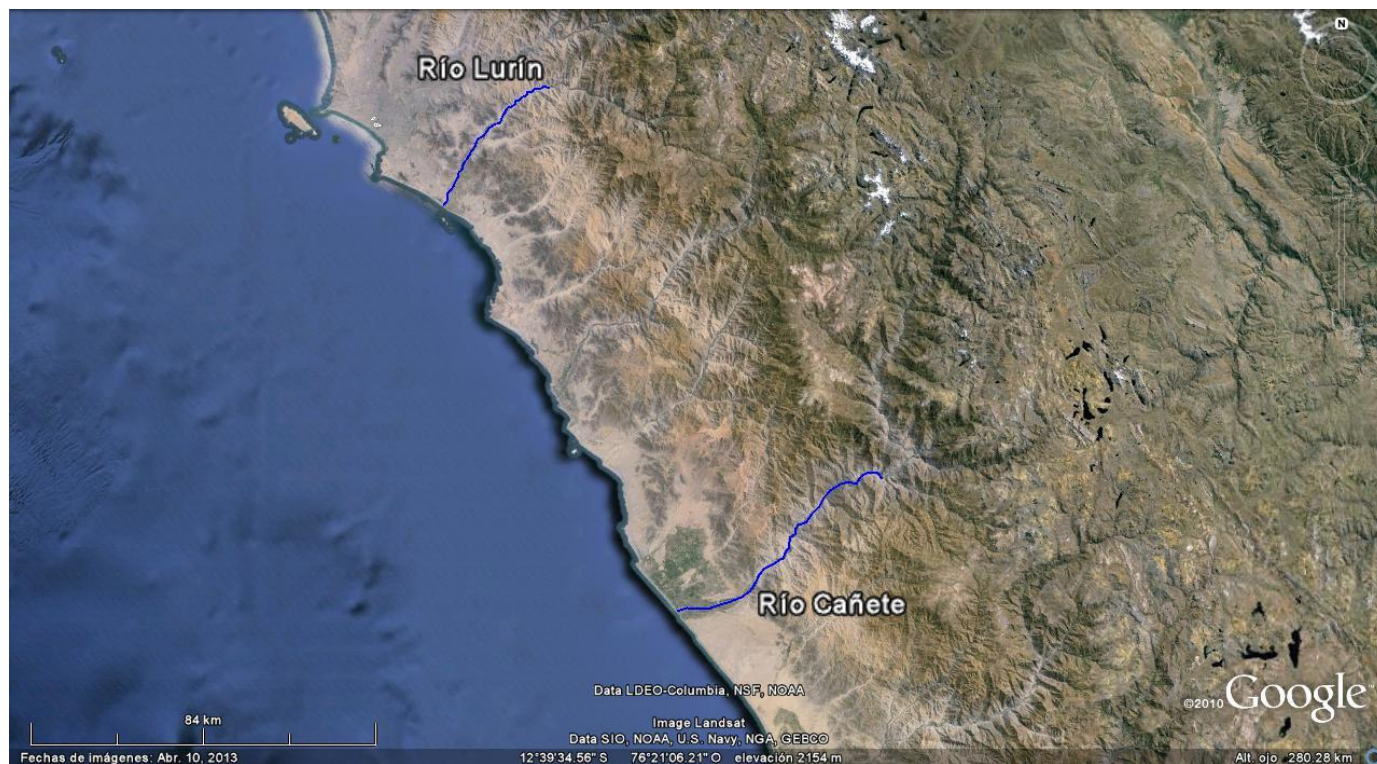 N
Río Lurín
Río Cañete
Data LDEO-Columbia, NSF, NOAA
©2010 Google
84 km
Image Landsat
Data SIO, NOAA, U.S. Navy, NGA, GEBCO
Fechas de imágenes: Abr. 10, 2013 12°39'34.56" S 76°21'06.21" O elevación 2154 m Alt. ojo 280.28 km